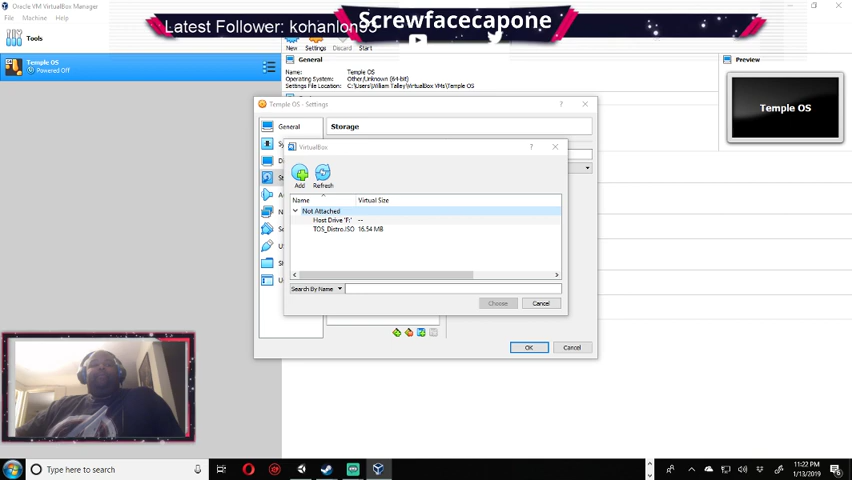 Oracle VM VirtualBox Manager
File Machine Help
Latest Follower: kohanlon93
Screwfacecapone
Tools
New Settings Discard Start
Temple OS
Powered Off
General
Name: Temple OS
Operating System: Other/Unknown (64-bit)
Settings File Location: C:\Users\William Talley\VirtualBox VMs\Temple OS
Preview
Temple OS
Temple OS - Settings
General
Storage
VirtualBox
Add Refresh
Name Virtual Size
Not Attached
Host Drive 'F:' --
TOS_Distro.ISO 16.54 MB
Search By Name
Choose Cancel
OK Cancel
Type here to search
11:22 PM
1/13/2019